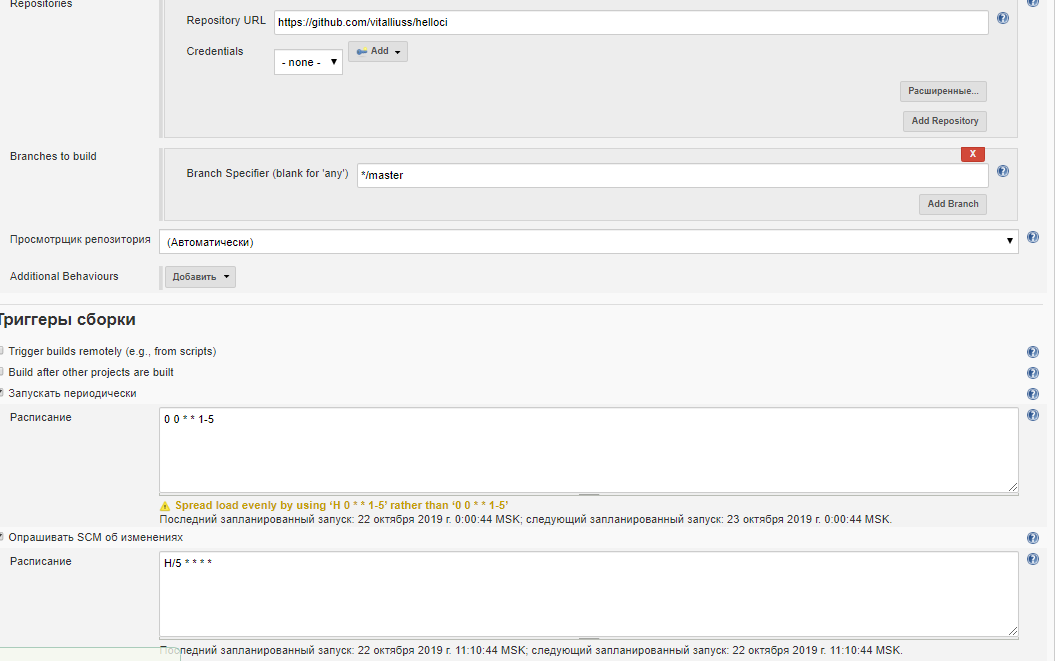 Repositories
Repository URL https://github.com/vitalliuss/helloci
Credentials - none - Add
Расширенные...
Add Repository
Branches to build
X
Branch Specifier (blank for 'any') */master
Add Branch
Просмотрщик репозитория (Автоматически)
Additional Behaviours Добавить
Триггеры сборки
Trigger builds remotely (e.g., from scripts)
Build after other projects are built
Запускать периодически
Расписание 0 0 * * 1-5
Spread load evenly by using ‘H 0 * * 1-5’ rather than ‘0 0 * * 1-5’
Последний запланированный запуск: 22 октября 2019 г. 0:00:44 MSK; следующий запланированный запуск: 23 октября 2019 г. 0:00:44 MSK.
Опрашивать SCM об изменениях
Расписание H/5 * * * *
Последний запланированный запуск: 22 октября 2019 г. 11:10:44 MSK; следующий запланированный запуск: 22 октября 2019 г. 11:10:44 MSK.